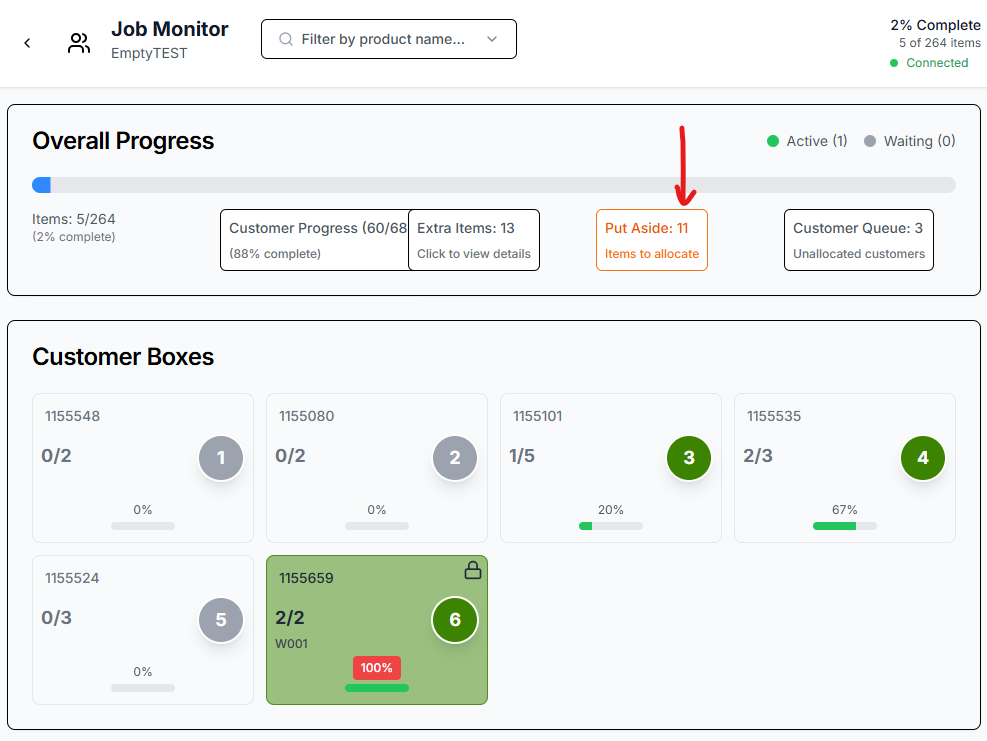 Job Monitor
EmptyTEST
Filter by product name...
2% Complete
5 of 264 items
Connected
Overall Progress
Active (1)
Waiting (0)
Items: 5/264
(2% complete)
Customer Progress (60/68
(88% complete)
Extra Items: 13
Click to view details
Put Aside: 11
Items to allocate
Customer Queue: 3
Unallocated customers
Customer Boxes
1155548
0/2
1
0%
1155080
0/2
2
0%
1155101
1/5
3
20%
1155535
2/3
4
67%
1155524
0/3
5
0%
1155659
2/2
6
W001
100%